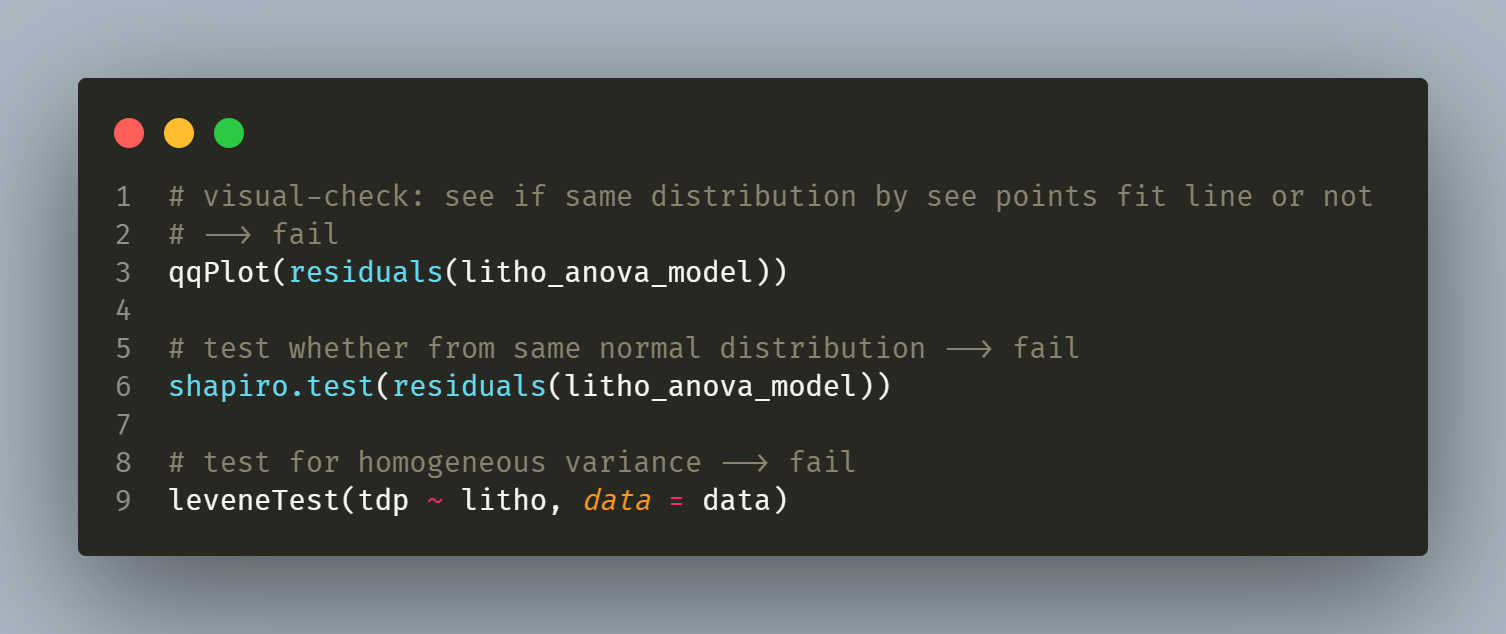 1 # visual-check: see if same distribution by see points fit line or not
2 # ⟶ fail
3 qqPlot(residuals(litho_anova_model))
4
5 # test whether from same normal distribution ⟶ fail
6 shapiro.test(residuals(litho_anova_model))
7
8 # test for homogeneous variance ⟶ fail
9 leveneTest(tdp ~ litho, data = data)